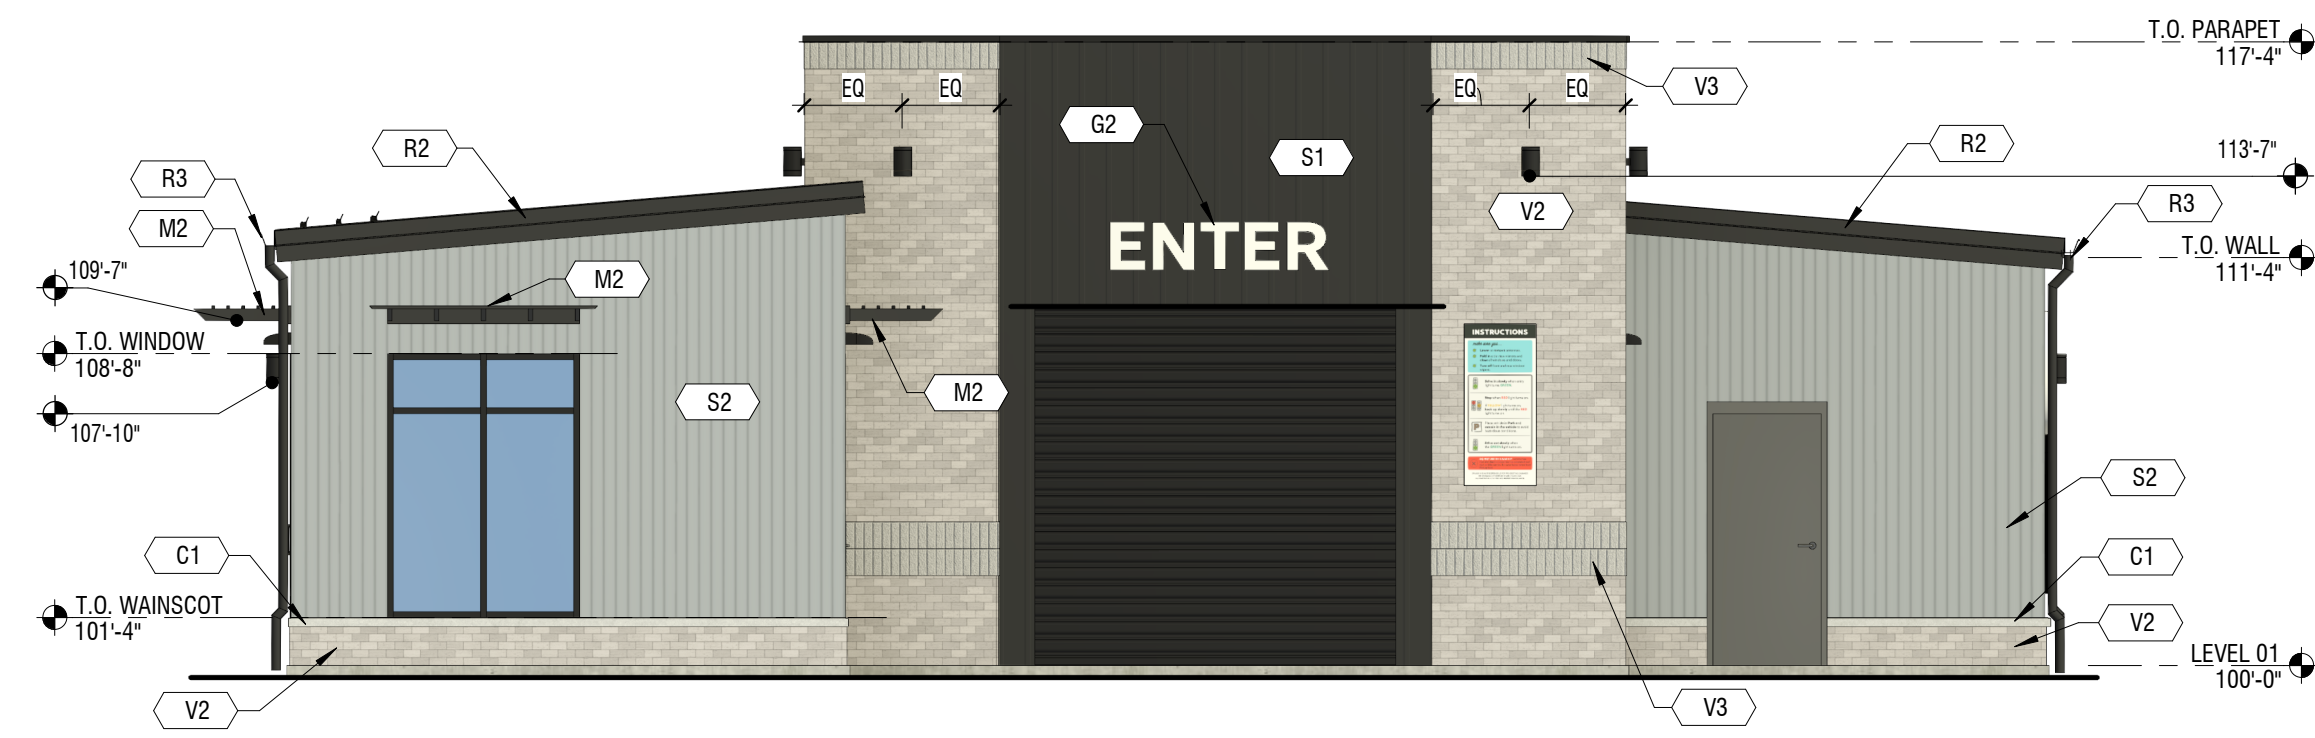 T.O. PARAPET
117'-4"
V3
EQ
EQ
EQ
EQ
G2
S1
R2
R2
113'-7"
R3
R3
M2
V2
ENTER
T.O. WALL
111'-4"
109'-7"
M2
T.O. WINDOW
108'-8"
INSTRUCTIONS
M2
S2
107'-10"
S2
C1
C1
T.O. WAINSCOT
101'-4"
V2
LEVEL 01
100'-0"
V2
V3